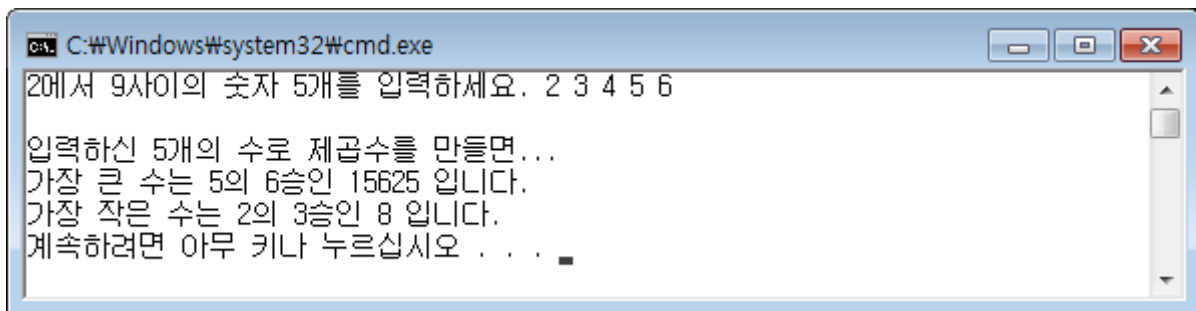 C:₩Windows₩system32₩cmd.exe
2에서 9사이의 숫자 5개를 입력하세요. 2 3 4 5 6
입력하신 5개의 수로 제곱수를 만들면...
가장 큰 수는 5의 6승인 15625 입니다.
가장 작은 수는 2의 3승인 8 입니다.
계속하려면 아무 키나 누르십시오 . . .